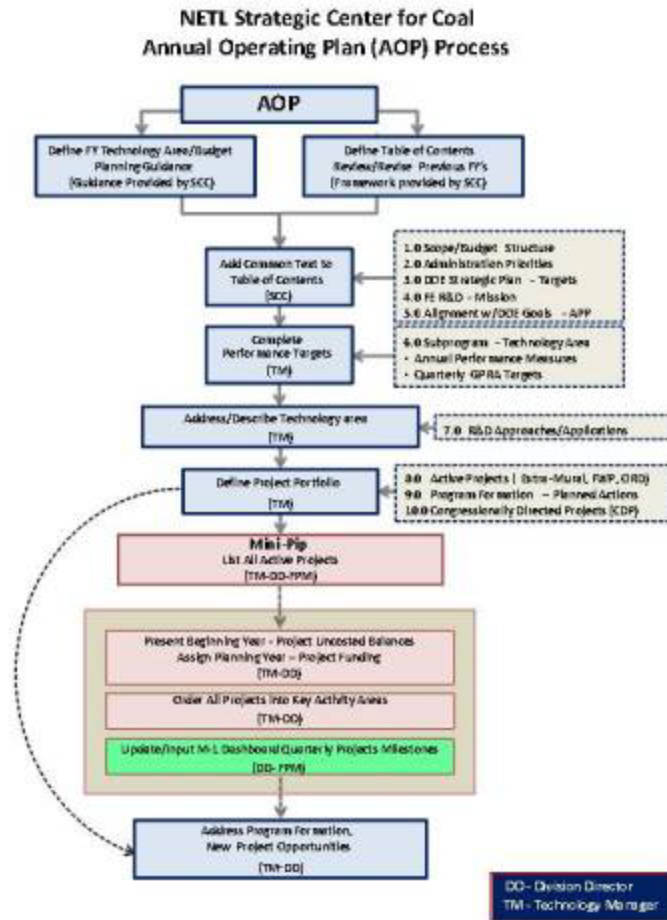 NETL Strategic Center for Coal
Annual Operating Plan (AOP) Process
AOP
Define FY Technology Area/Budget
Planning Guidance
(Guidance Provided by SCC)
Define Table of Contents
Review/Revise Previous FY's
(Framework provided by SCC)
Add Common Text to
Table of Contents
(SCC)
1.0 Scope/Budget Structure
2.0 Administration Priorities
3.0 DOE Strategic Plan - Targets
4.0 FE R&D - Mission
5.0 Alignment w/DOE Goals - APP
Complete
Performance Targets
(TM)
6.0 Subprogram - Technology Area
• Annual Performance Measures
• Quarterly GPRA Targets
Address/Describe Technology area
(TM)
7.0 R&D Approaches/Applications
Define Project Portfolio
(TM)
8.0 Active Projects ( Extra-Mural, FWP, ORD)
9.0 Program Formation - Planned Actions
10.0 Congressionally Directed Projects (CDP)
Mini-Pip
List All Active Projects
(TM-DD-FPM)
Present Beginning Year - Project Uncosted Balances
Assign Planning Year - Project Funding
(TM-DD)
Order All Projects into Key Activity Areas
(TM-DD)
Update/Input M-1 Dashboard Quarterly Projects Milestones
(DD- FPM)
Address Program Formation,
New Project Opportunities
(TM-DD)
DD - Division Director
TM - Technology Manager